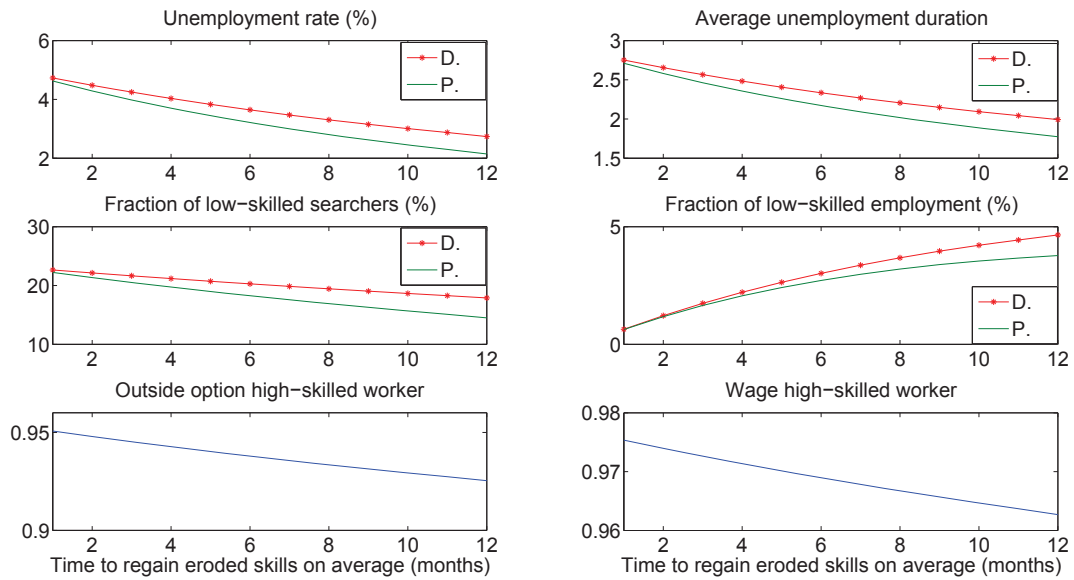 Unemployment rate (%)
6
4
2
2 4 6 8 10 12
D.
P.
Average unemployment duration
3
2.5
2
1.5
2 4 6 8 10 12
D.
P.
Fraction of low−skilled searchers (%)
30
20
10
2 4 6 8 10 12
D.
P.
Fraction of low−skilled employment (%)
5
0
2 4 6 8 10 12
D.
P.
Outside option high−skilled worker
0.95
0.9
2 4 6 8 10 12
Time to regain eroded skills on average (months)
Wage high−skilled worker
0.98
0.97
0.96
2 4 6 8 10 12
Time to regain eroded skills on average (months)